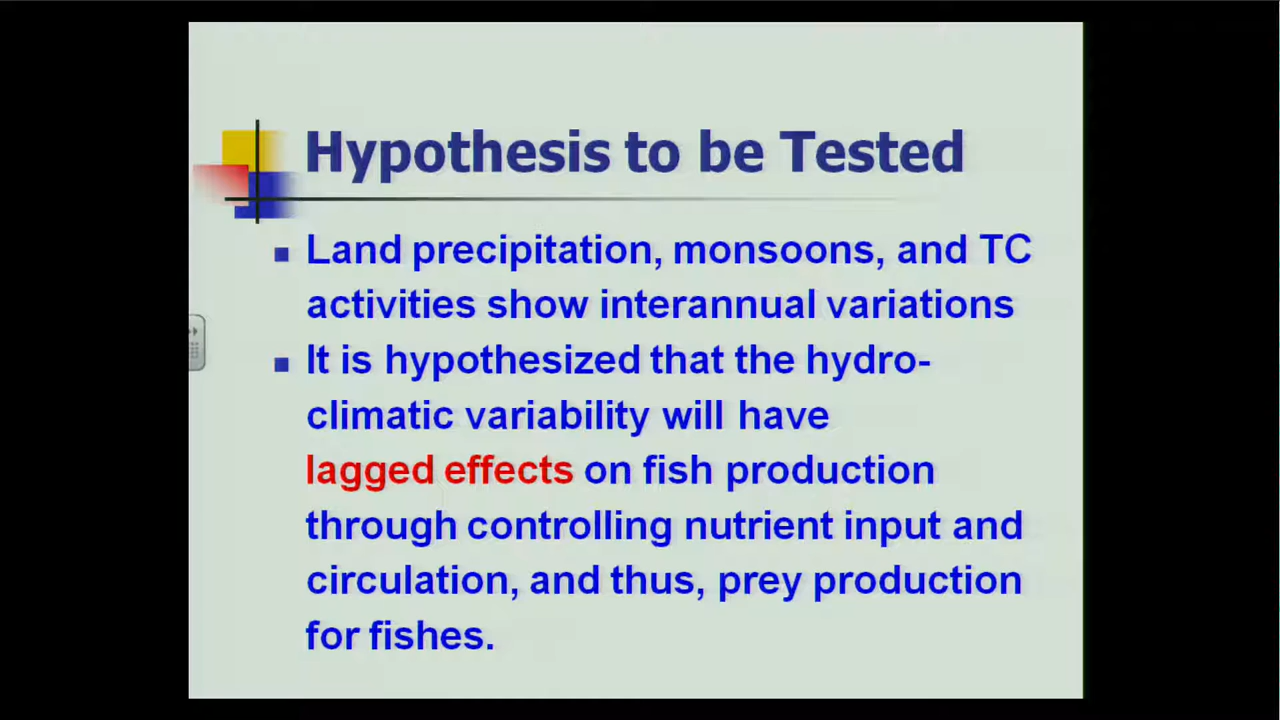 Hypothesis to be Tested
Land precipitation, monsoons, and TC
activities show interannual variations
It is hypothesized that the hydro-
climatic variability will have
lagged effects on fish production
through controlling nutrient input and
circulation, and thus, prey production
for fishes.